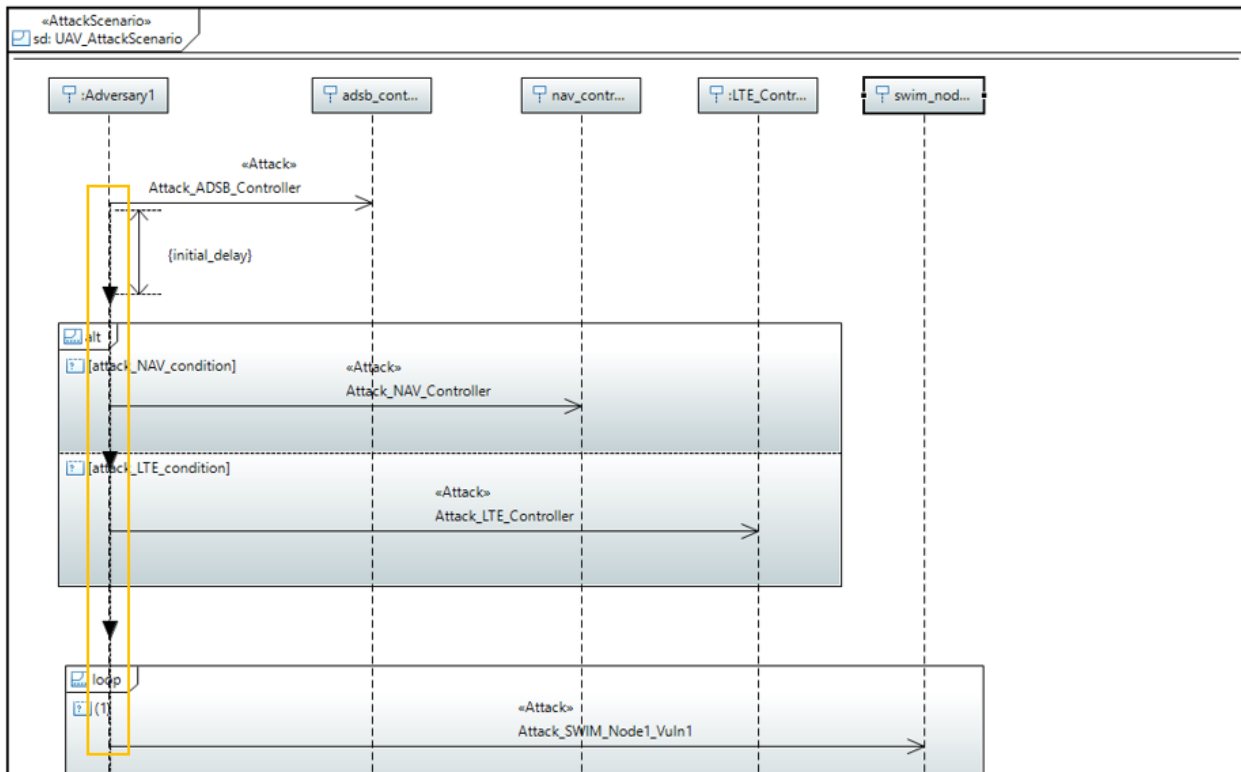 «AttackScenario»
sd: UAV_AttackScenario
:Adversary1
adsb_cont...
nav_contr...
:LTE_Contr...
swim_nod...
«Attack»
Attack_ADSB_Controller
{initial_delay}
alt
[attack_NAV_condition]
«Attack»
Attack_NAV_Controller
[attack_LTE_condition]
«Attack»
Attack_LTE_Controller
loop
(1)
«Attack»
Attack_SWIM_Node1_Vuln1